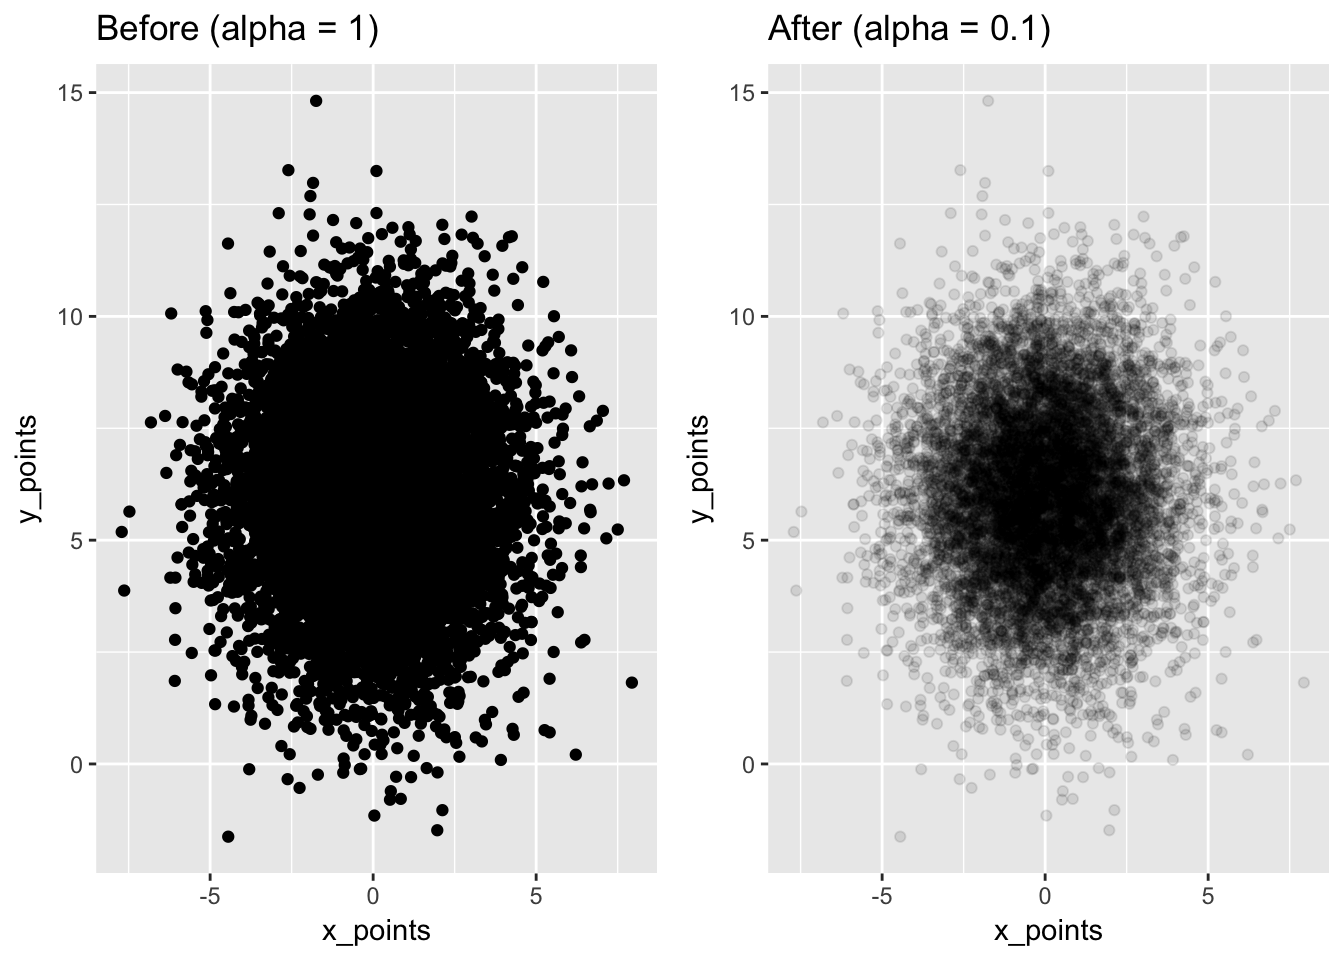 Before (alpha = 1)
15
10
5
0
y_points
-5 0 5
x_points
After (alpha = 0.1)
15
10
5
0
y_points
-5 0 5
x_points